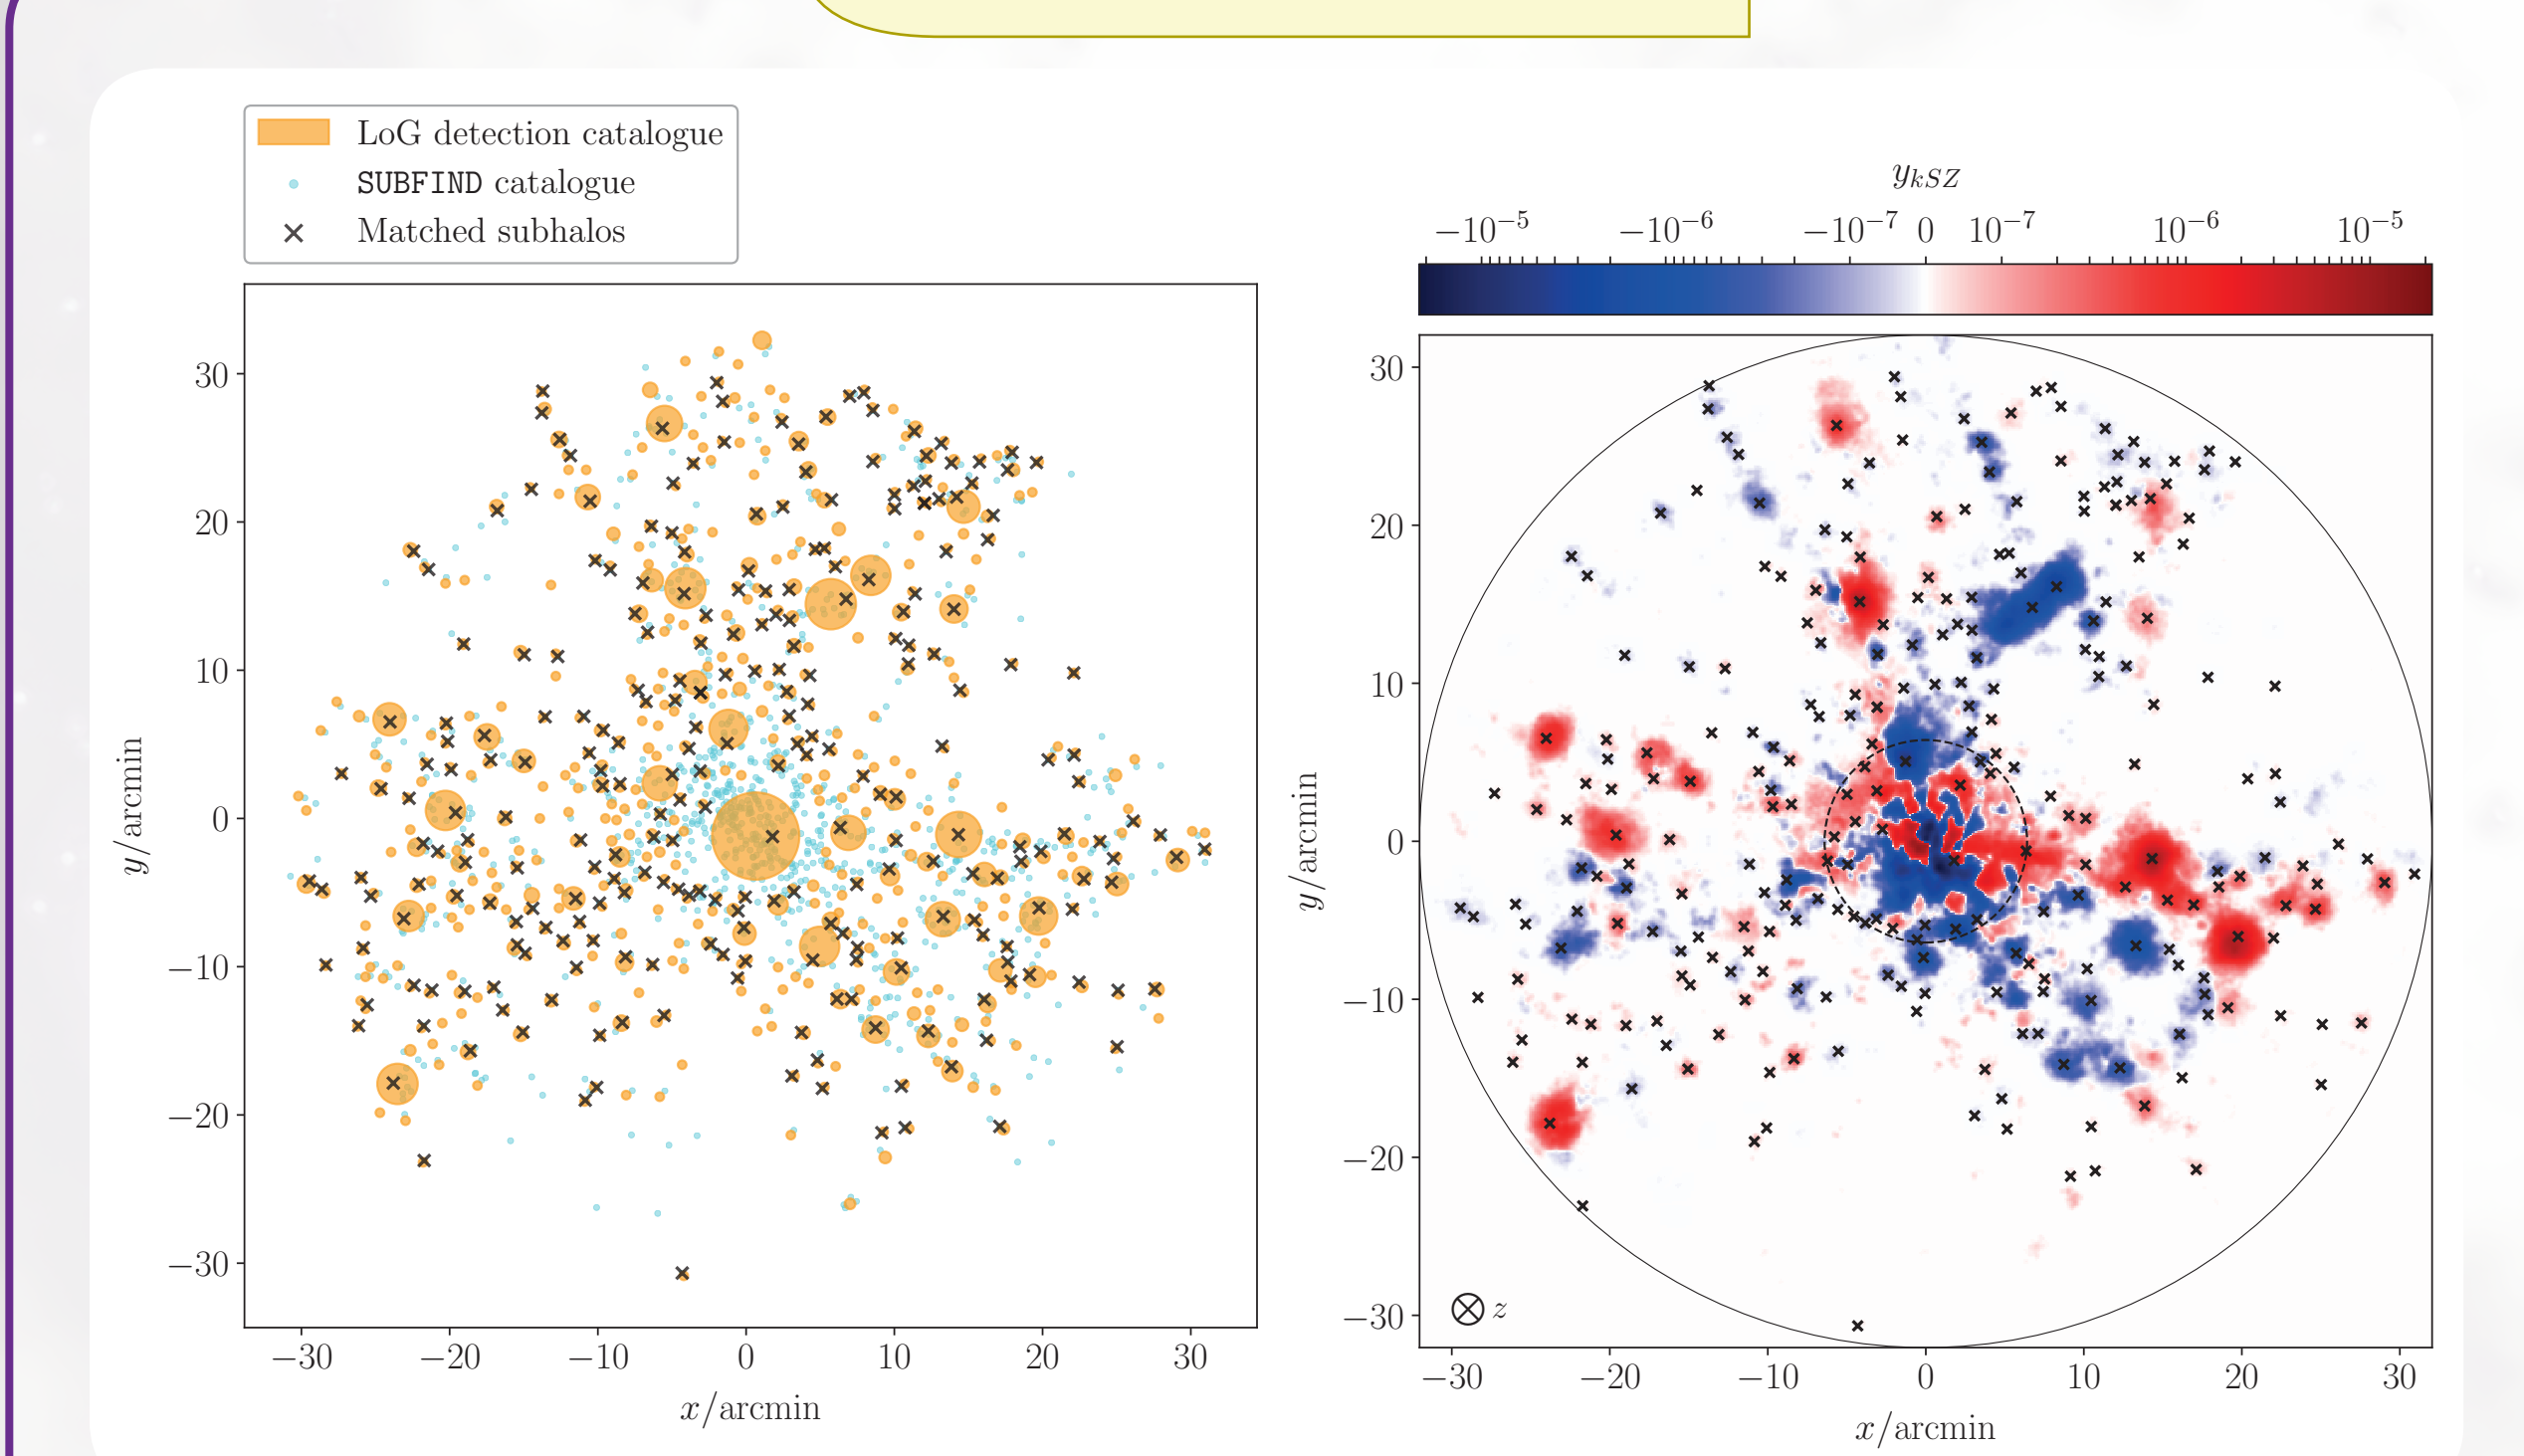 LoG detection catalogue
SUBFIND catalogue
Matched subhalos
y/arcmin
30
20
10
0
−10
−20
−30
−30 −20 −10 0 10 20 30
x/arcmin
y_{kSZ}
−10^{−5} −10^{−6} −10^{−7} 0 10^{−7} 10^{−6} 10^{−5}
y/arcmin
30
20
10
0
−10
−20
−30
z
−30 −20 −10 0 10 20 30
x/arcmin